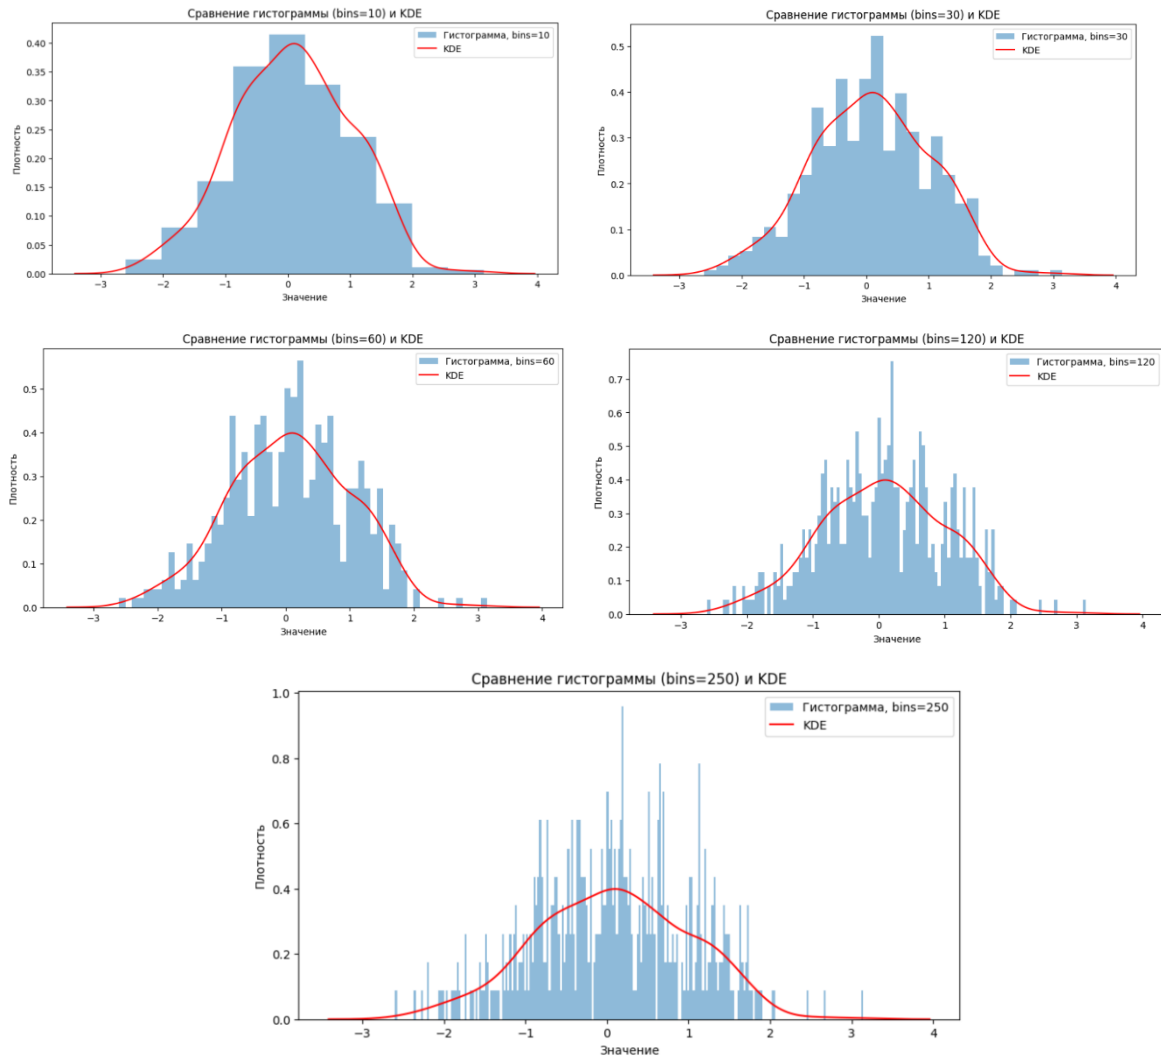 Сравнение гистограммы (bins=10) и KDE
Гистограмма, bins=10
KDE
Плотность
0.40
0.35
0.30
0.25
0.20
0.15
0.10
0.05
0.00
−3 −2 −1 0 1 2 3 4
Значение
Сравнение гистограммы (bins=30) и KDE
Гистограмма, bins=30
KDE
Плотность
0.5
0.4
0.3
0.2
0.1
0.0
−3 −2 −1 0 1 2 3 4
Значение
Сравнение гистограммы (bins=60) и KDE
Гистограмма, bins=60
KDE
Плотность
0.5
0.4
0.3
0.2
0.1
0.0
−3 −2 −1 0 1 2 3 4
Значение
Сравнение гистограммы (bins=120) и KDE
Гистограмма, bins=120
KDE
Плотность
0.7
0.6
0.5
0.4
0.3
0.2
0.1
0.0
−3 −2 −1 0 1 2 3 4
Значение
Сравнение гистограммы (bins=250) и KDE
Гистограмма, bins=250
KDE
Плотность
1.0
0.8
0.6
0.4
0.2
0.0
−3 −2 −1 0 1 2 3 4
Значение